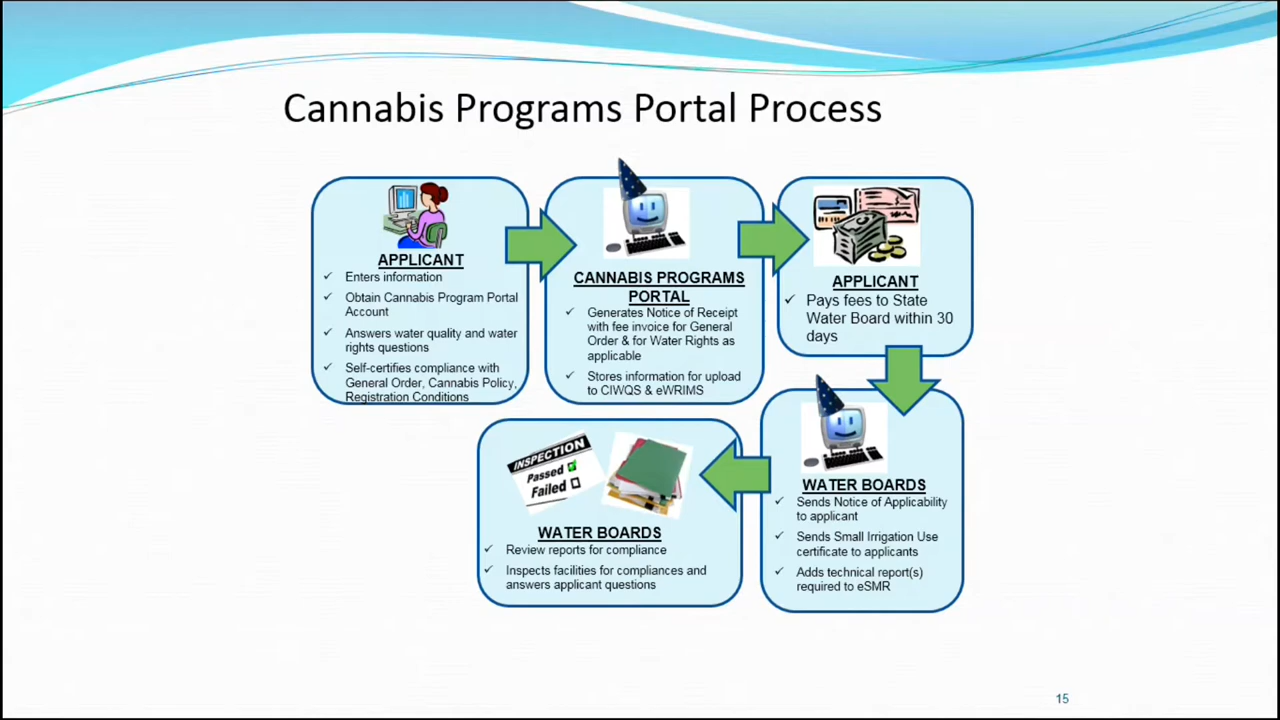 Cannabis Programs Portal Process
APPLICANT
✓ Enters information
✓ Obtain Cannabis Program Portal
Account
✓ Answers water quality and water
rights questions
✓ Self-certifies compliance with
General Order, Cannabis Policy,
Registration Conditions
CANNABIS PROGRAMS
PORTAL
✓ Generates Notice of Receipt
with fee invoice for General
Order & for Water Rights as
applicable
✓ Stores information for upload
to CIWQS & eWRIMS
APPLICANT
✓ Pays fees to State
Water Board within 30
days
WATER BOARDS
✓ Sends Notice of Applicability
to applicant
✓ Sends Small Irrigation Use
certificate to applicants
✓ Adds technical report(s)
required to eSMR
INSPECTION
Passed
Failed
WATER BOARDS
✓ Review reports for compliance
✓ Inspects facilities for compliances and
answers applicant questions
15